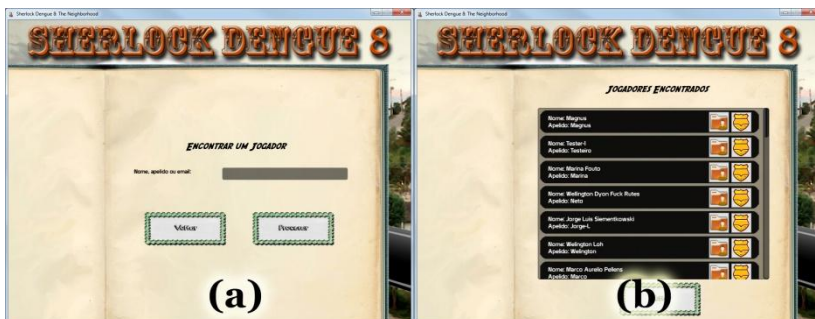 Sherlock Dengue 8: The Neighborhood
SHERLOCK DENGUE 8
ENCONTRAR UM JOGADOR
Nome, apelido ou email:
Voltar
Procurar
(a)
Sherlock Dengue 8: The Neighborhood
SHERLOCK DENGUE 8
JOGADORES ENCONTRADOS
Nome: Magnus
Apelido: Magnus
Nome: Tester-I
Apelido: Testeiro
Nome: Marina Fouto
Apelido: Marina
Nome: Wellington Dyon Fuck Rutes
Apelido: Neto
Nome: Jorge Luis Siementkowski
Apelido: Jorge-L
Nome: Welington Loh
Apelido: Welington
Nome: Marco Aurelio Pelens
Apelido: Marco
(b)